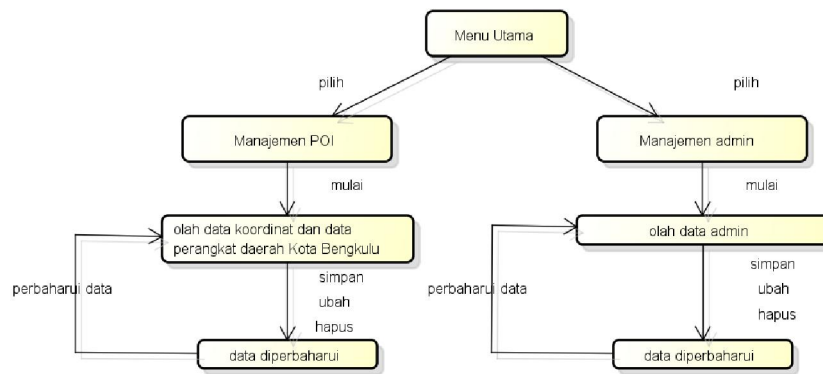 Menu Utama
pilih
pilih
Manajemen POI
Manajemen admin
mulai
mulai
olah data koordinat dan data
perangkat daerah Kota Bengkulu
olah data admin
simpan
ubah
hapus
simpan
ubah
hapus
perbaharui data
perbaharui data
data diperbaharui
data diperbaharui